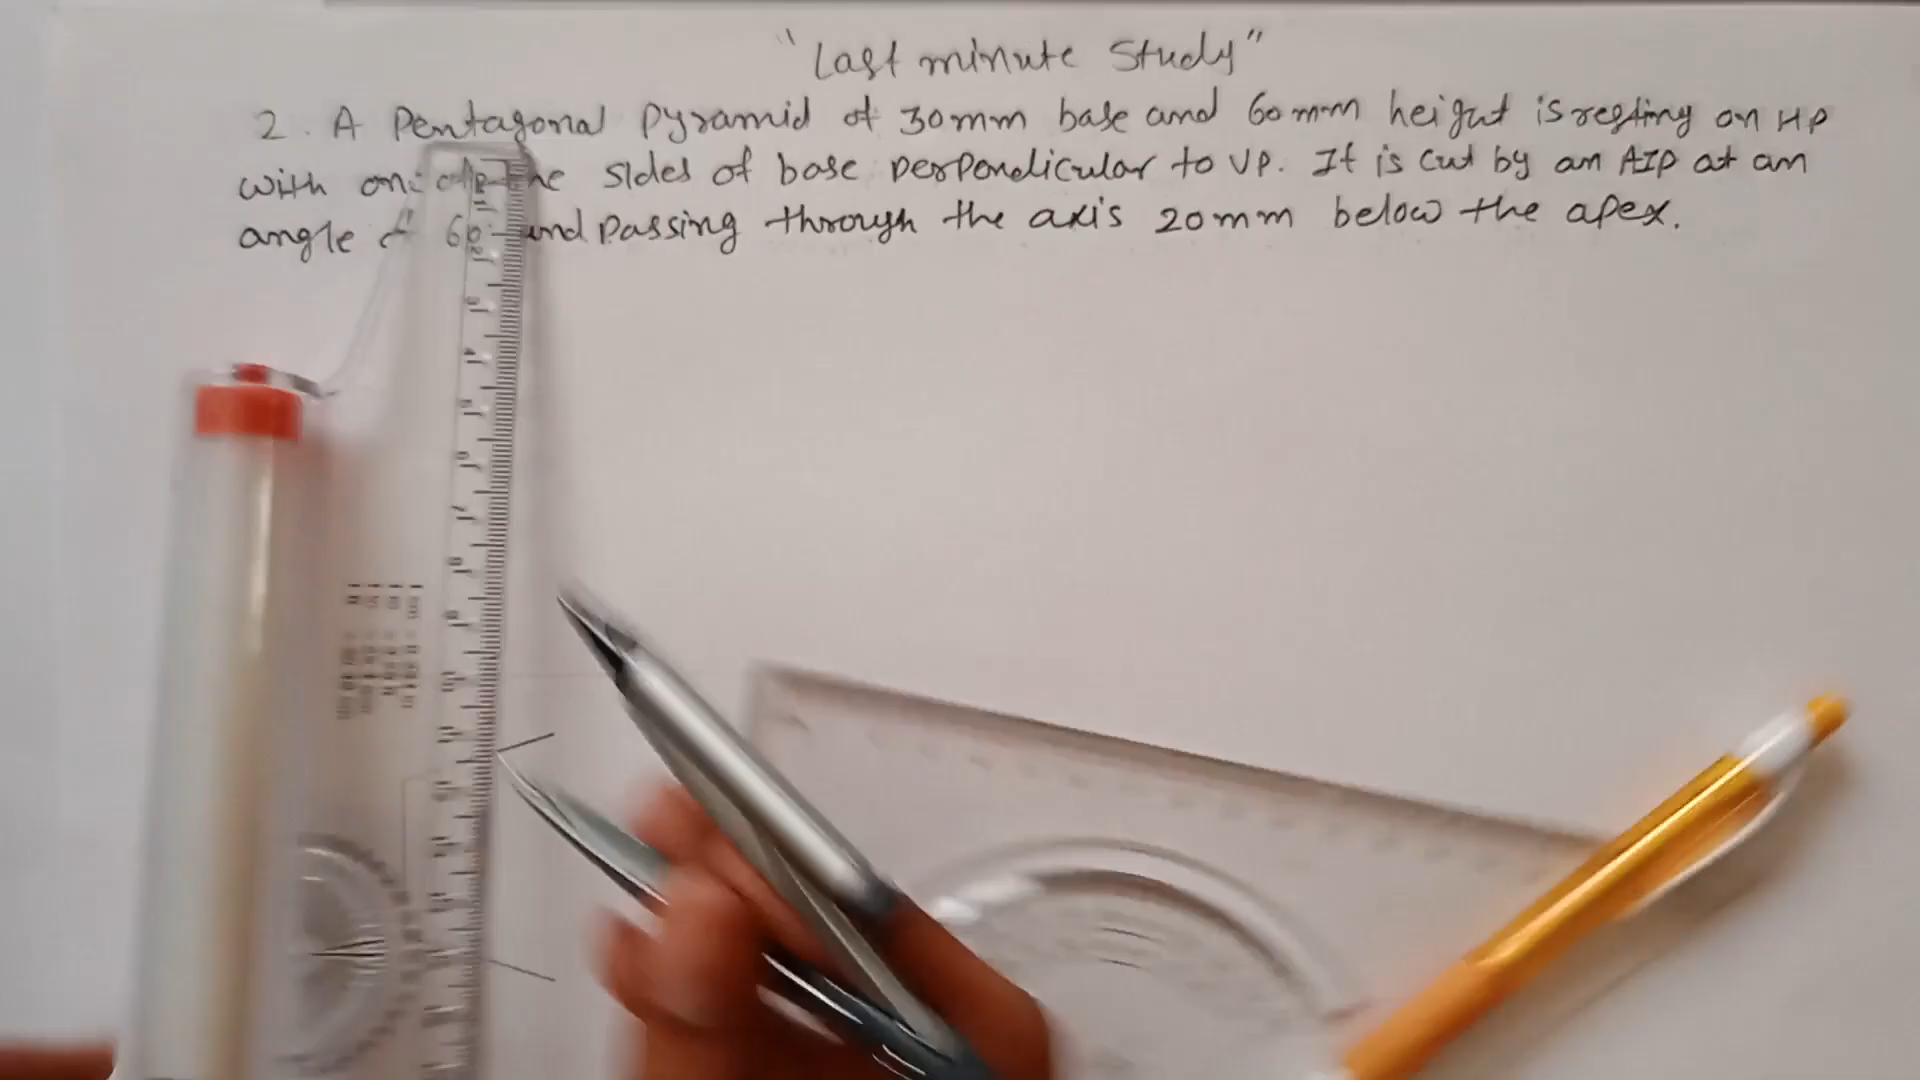 "Last minute Study"
2. A Pentagonal Pyramid of 30mm base and 60mm height is resting on HP
with one of the sides of base perpendicular to VP. It is cut by an AIP at an
angle of 60 and passing through the axis 20mm below the apex.